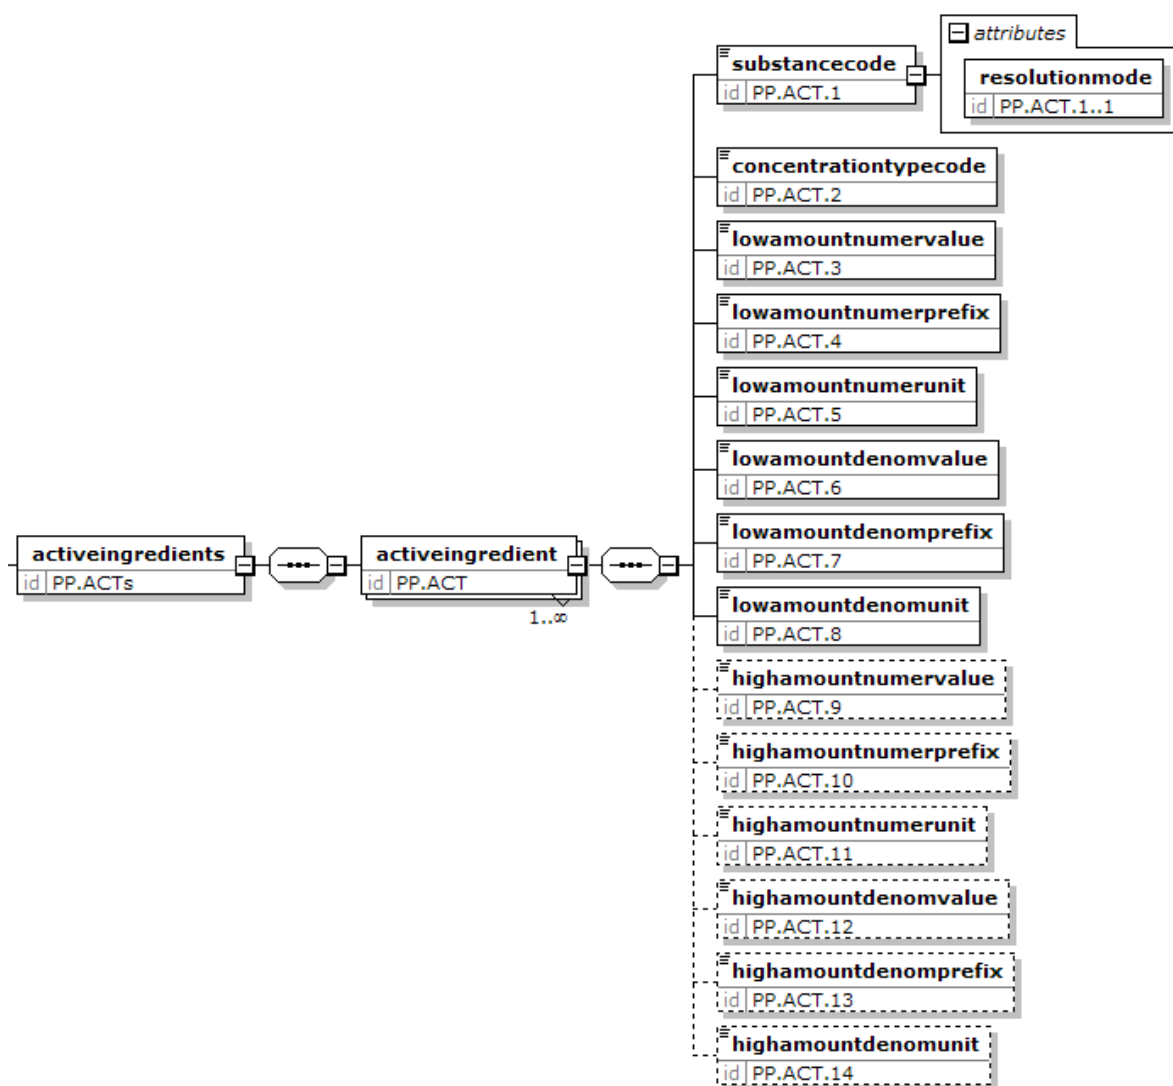 attributes
substancecode
id PP.ACT.1
resolutionmode
id PP.ACT.1..1
concentrationtypecode
id PP.ACT.2
lowamountnumervalue
id PP.ACT.3
lowamountnumerprefix
id PP.ACT.4
lowamountnumerunit
id PP.ACT.5
lowamountdenomvalue
id PP.ACT.6
lowamountdenomprefix
id PP.ACT.7
activeingredients
id PP.ACTs
activeingredient
id PP.ACT
1..∞
lowamountdenomunit
id PP.ACT.8
highamountnumervalue
id PP.ACT.9
highamountnumerprefix
id PP.ACT.10
highamountnumerunit
id PP.ACT.11
highamountdenomvalue
id PP.ACT.12
highamountdenomprefix
id PP.ACT.13
highamountdenomunit
id PP.ACT.14